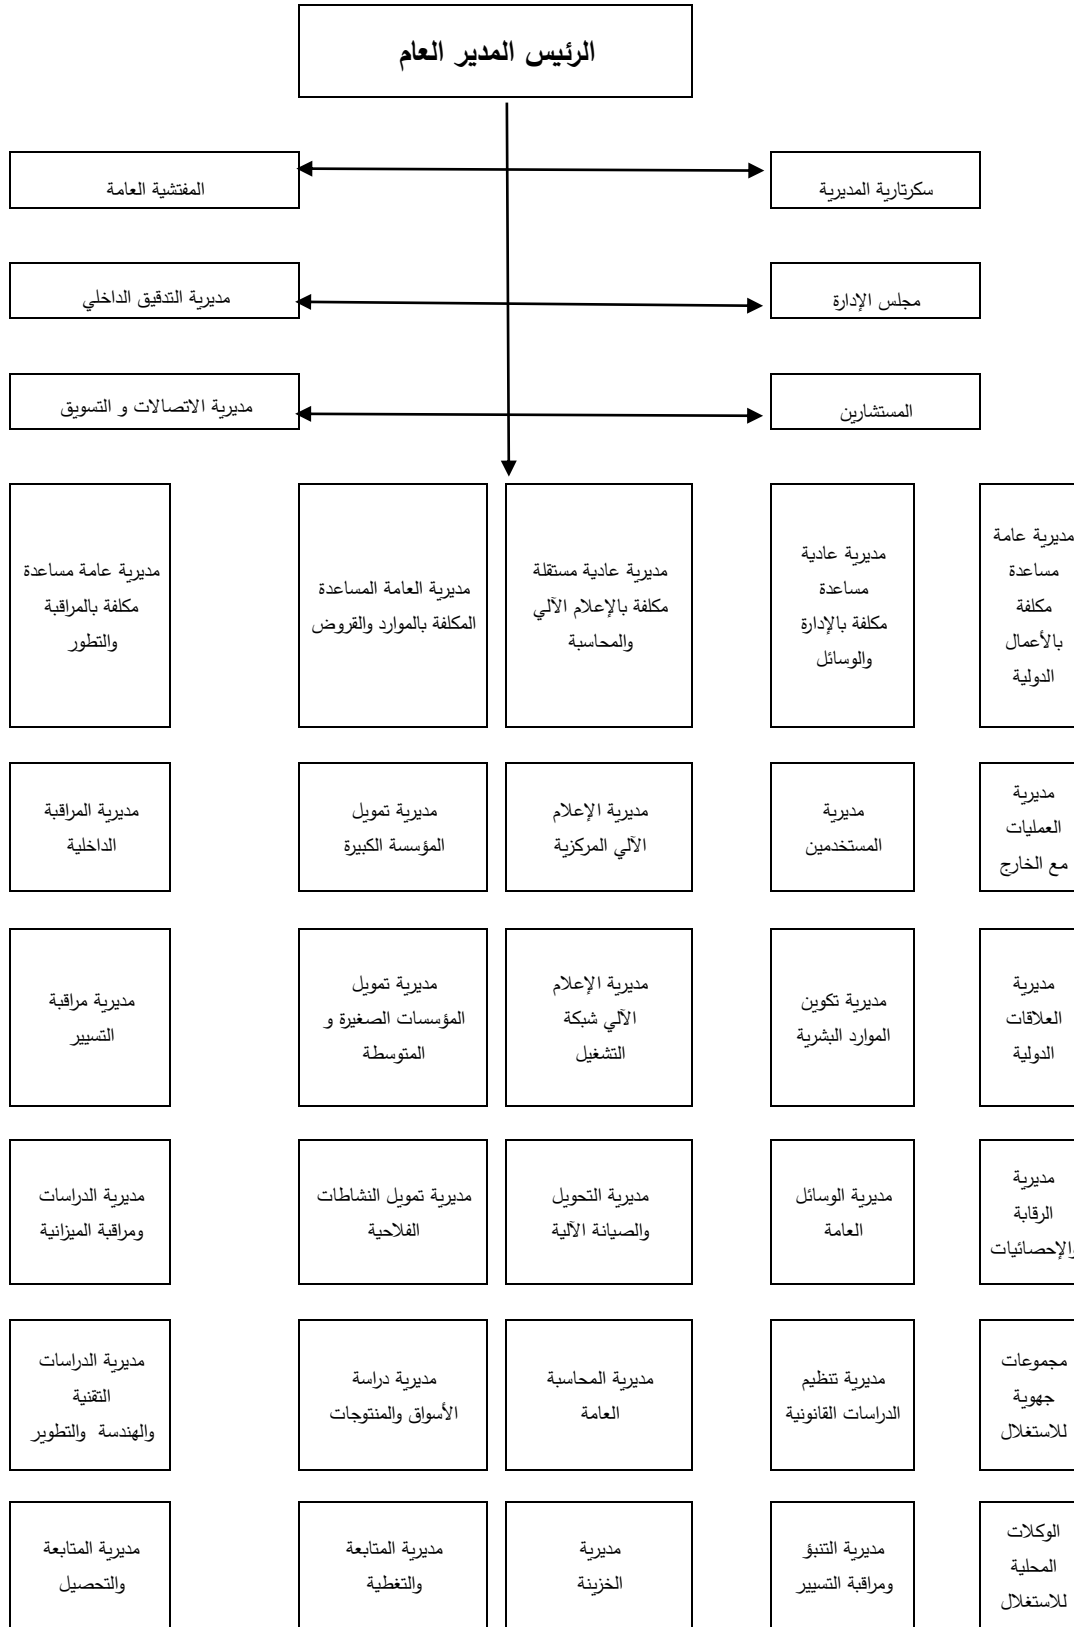 الرئيس المدير العام
سكرتارية المديرية
المفتشية العامة
مجلس الإدارة
مديرية التدقيق الداخلي
المستشارين
مديرية الاتصالات و التسويق
مديرية عامة
مساعدة
مكلفة
بالأعمال
الدولية
مديرية عادية
مساعدة
مكلفة بالإدارة
والوسائل
مديرية عادية مستقلة
مكلفة بالإعلام الآلي
والمحاسبة
مديرية العامة المساعدة
المكلفة بالموارد والقروض
مديرية عامة مساعدة
مكلفة بالمراقبة
والتطور
مديرية
العمليات
مع الخارج
مديرية
المستخدمين
مديرية الإعلام
الآلي المركزية
مديرية تمويل
المؤسسة الكبيرة
مديرية المراقبة
الداخلية
مديرية
العلاقات
الدولية
مديرية تكوين
الموارد البشرية
مديرية الإعلام
الآلي شبكة
التشغيل
مديرية تمويل
المؤسسات الصغيرة و
المتوسطة
مديرية مراقبة
التسيير
مديرية
الرقابة
والإحصائيات
مديرية الوسائل
العامة
مديرية التحويل
والصيانة الآلية
مديرية تمويل النشاطات
الفلاحية
مديرية الدراسات
ومراقبة الميزانية
مجموعات
جهوية
للاستغلال
مديرية تنظيم
الدراسات القانونية
مديرية المحاسبة
العامة
مديرية دراسة
الأسواق والمنتوجات
مديرية الدراسات
التقنية
والهندسة والتطوير
الوكلات
المحلية
للاستغلال
مديرية التنبؤ
ومراقبة التسيير
مديرية
الخزينة
مديرية المتابعة
والتغطية
مديرية المتابعة
والتحصيل